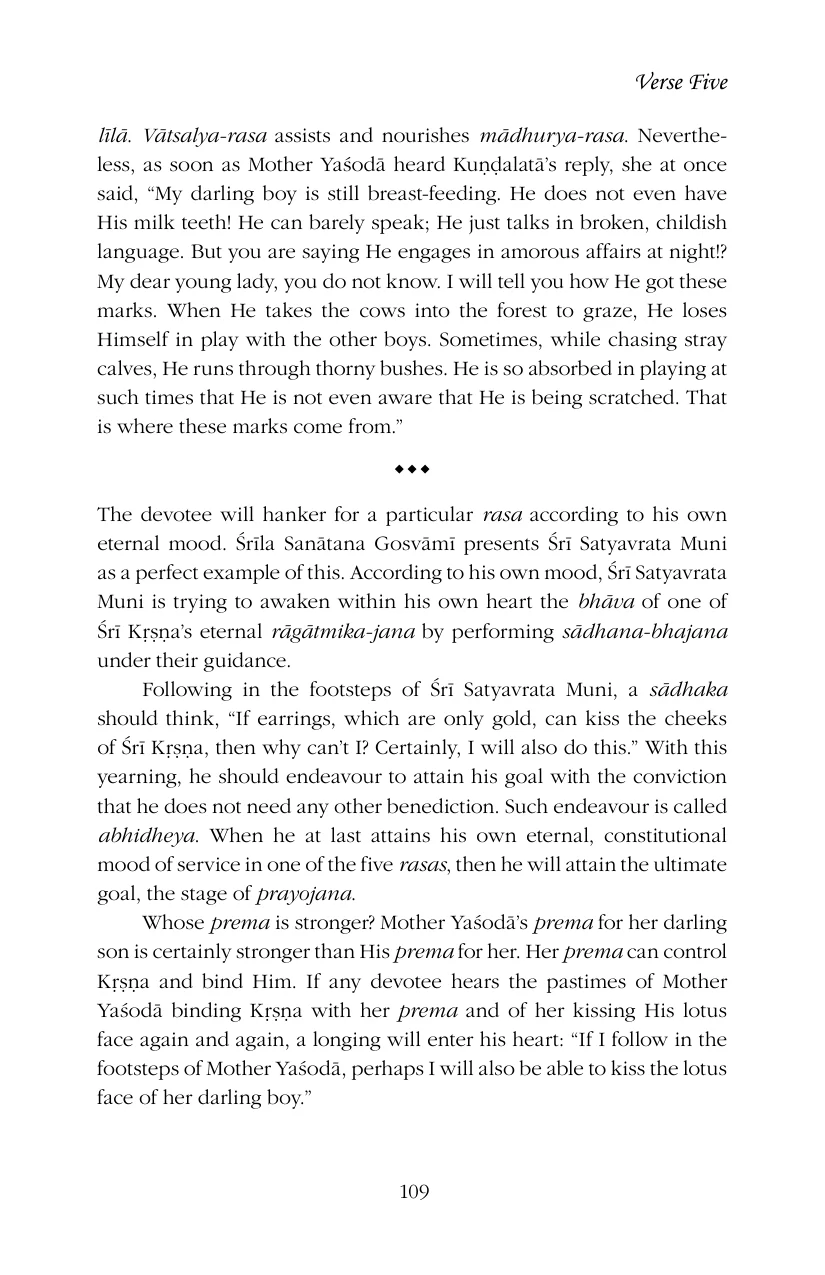 Verse Five
līlā. Vātsalya-rasa assists and nourishes mādhurya-rasa. Neverthe-
less, as soon as Mother Yaśodā heard Kuṇḍalatā’s reply, she at once
said, “My darling boy is still breast-feeding. He does not even have
His milk teeth! He can barely speak; He just talks in broken, childish
language. But you are saying He engages in amorous affairs at night!?
My dear young lady, you do not know. I will tell you how He got these
marks. When He takes the cows into the forest to graze, He loses
Himself in play with the other boys. Sometimes, while chasing stray
calves, He runs through thorny bushes. He is so absorbed in playing at
such times that He is not even aware that He is being scratched. That
is where these marks come from.”
◆◆◆
The devotee will hanker for a particular rasa according to his own
eternal mood. Śrīla Sanātana Gosvāmī presents Śrī Satyavrata Muni
as a perfect example of this. According to his own mood, Śrī Satyavrata
Muni is trying to awaken within his own heart the bhāva of one of
Śrī Kṛṣṇa’s eternal rāgātmika-jana by performing sādhana-bhajana
under their guidance.
Following in the footsteps of Śrī Satyavrata Muni, a sādhaka
should think, “If earrings, which are only gold, can kiss the cheeks
of Śrī Kṛṣṇa, then why can’t I? Certainly, I will also do this.” With this
yearning, he should endeavour to attain his goal with the conviction
that he does not need any other benediction. Such endeavour is called
abhidheya. When he at last attains his own eternal, constitutional
mood of service in one of the five rasas, then he will attain the ultimate
goal, the stage of prayojana.
Whose prema is stronger? Mother Yaśodā’s prema for her darling
son is certainly stronger than His prema for her. Her prema can control
Kṛṣṇa and bind Him. If any devotee hears the pastimes of Mother
Yaśodā binding Kṛṣṇa with her prema and of her kissing His lotus
face again and again, a longing will enter his heart: “If I follow in the
footsteps of Mother Yaśodā, perhaps I will also be able to kiss the lotus
face of her darling boy.”
109